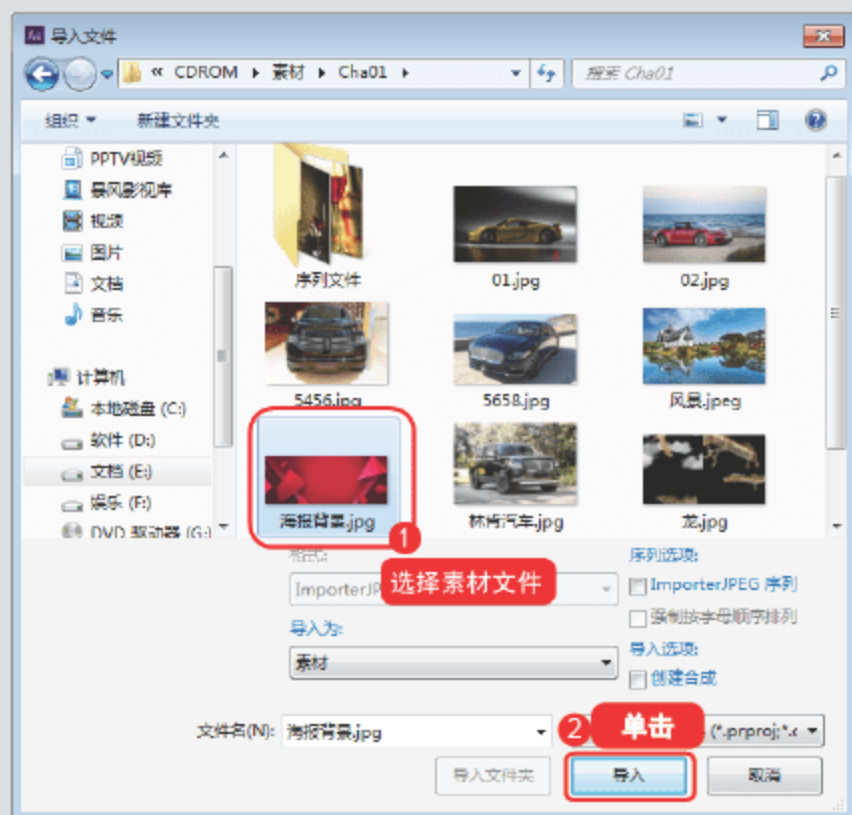 导入文件
« CDROM ▸ 素材 ▸ Cha01 ▸
搜索 Cha01
组织 新建文件夹
PPTV视频
暴风影视库
视频
图片
文档
音乐
计算机
本地磁盘 (C:)
软件 (D:)
文档 (E:)
娱乐 (F:)
DVD 驱动器 (G:)
序列文件 01.jpg 02.jpg
5456.jpg 5658.jpg 风景.jpeg
海报背景.jpg 林肯汽车.jpg 龙.jpg
1
选择素材文件
格式:
ImporterJP
导入为:
素材
序列选项:
ImporterJPEG 序列
强制按字母顺序排列
导入选项:
创建合成
文件名(N): 海报背景.jpg
2 单击
(*.prproj;*.c
导入文件夹 导入 取消